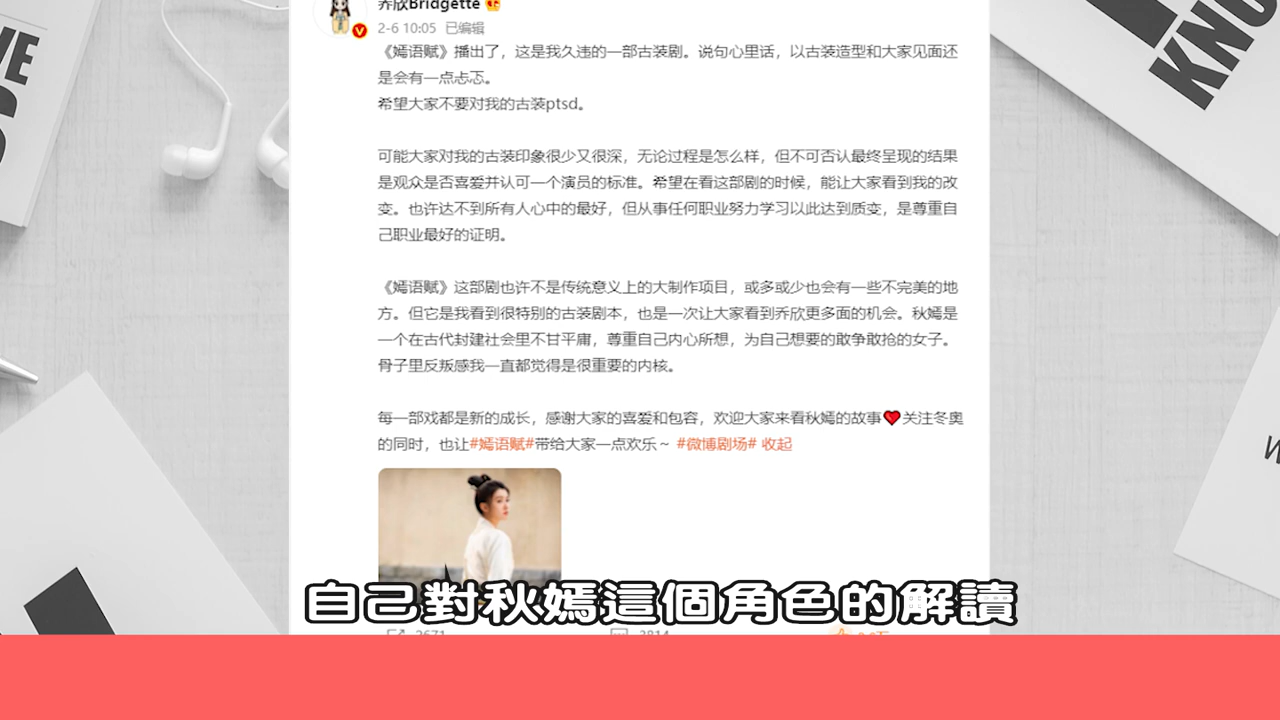 乔欣Bridgette
2-6 10:05 已编辑
《嫣语赋》播出了，这是我久违的一部古装剧。说句心里话，以古装造型和大家见面还
是会有一点忐忑。
希望大家不要对我的古装ptsd。
可能大家对我的古装印象很少又很深，无论过程是怎么样，但不可否认最终呈现的结果
是观众是否喜爱并认可一个演员的标准。希望在看这部剧的时候，能让大家看到我的改
变。也许达不到所有人心中的最好，但从事任何职业努力学习以此达到质变，是尊重自
己职业最好的证明。
《嫣语赋》这部剧也许不是传统意义上的大制作项目，或多或少也会有一些不完美的地
方。但它是我看到很特别的古装剧本，也是一次让大家看到乔欣更多面的机会。秋嫣是
一个在古代封建社会里不甘平庸，尊重自己内心所想，为自己想要的敢争敢抢的女子。
骨子里反叛感我一直都觉得是很重要的内核。
每一部戏都是新的成长，感谢大家的喜爱和包容，欢迎大家来看秋嫣的故事❤关注冬奥
的同时，也让#嫣语赋#带给大家一点欢乐～ #微博剧场# 收起
自己對秋嫣這個角色的解讀
KNO